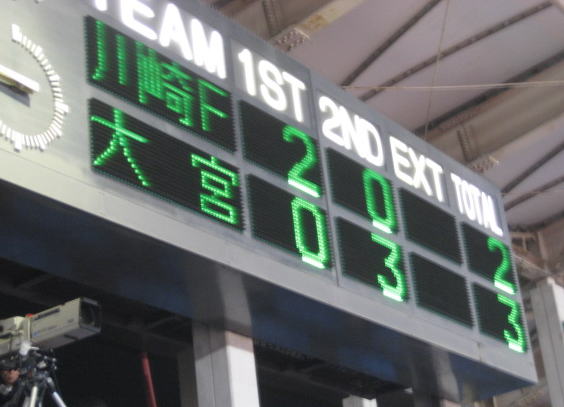 TEAM 1ST 2ND EXT TOTAL
川崎F 2 0 2
大宮 0 3 3